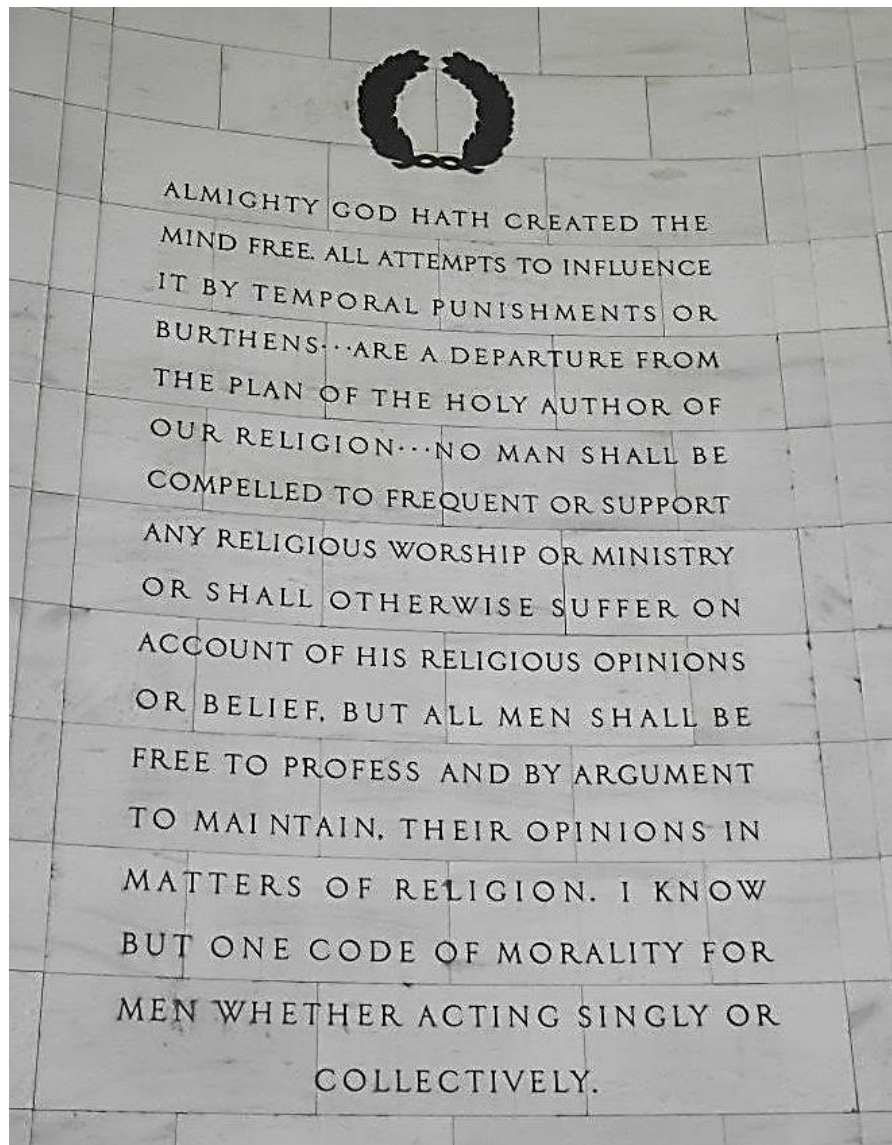 ALMIGHTY GOD HATH CREATED THE
MIND FREE. ALL ATTEMPTS TO INFLUENCE
IT BY TEMPORAL PUNISHMENTS OR
BURTHENS···ARE A DEPARTURE FROM
THE PLAN OF THE HOLY AUTHOR OF
OUR RELIGION···NO MAN SHALL BE
COMPELLED TO FREQUENT OR SUPPORT
ANY RELIGIOUS WORSHIP OR MINISTRY
OR SHALL OTHERWISE SUFFER ON
ACCOUNT OF HIS RELIGIOUS OPINIONS
OR BELIEF, BUT ALL MEN SHALL BE
FREE TO PROFESS AND BY ARGUMENT
TO MAINTAIN, THEIR OPINIONS IN
MATTERS OF RELIGION. I KNOW
BUT ONE CODE OF MORALITY FOR
MEN WHETHER ACTING SINGLY OR
COLLECTIVELY.